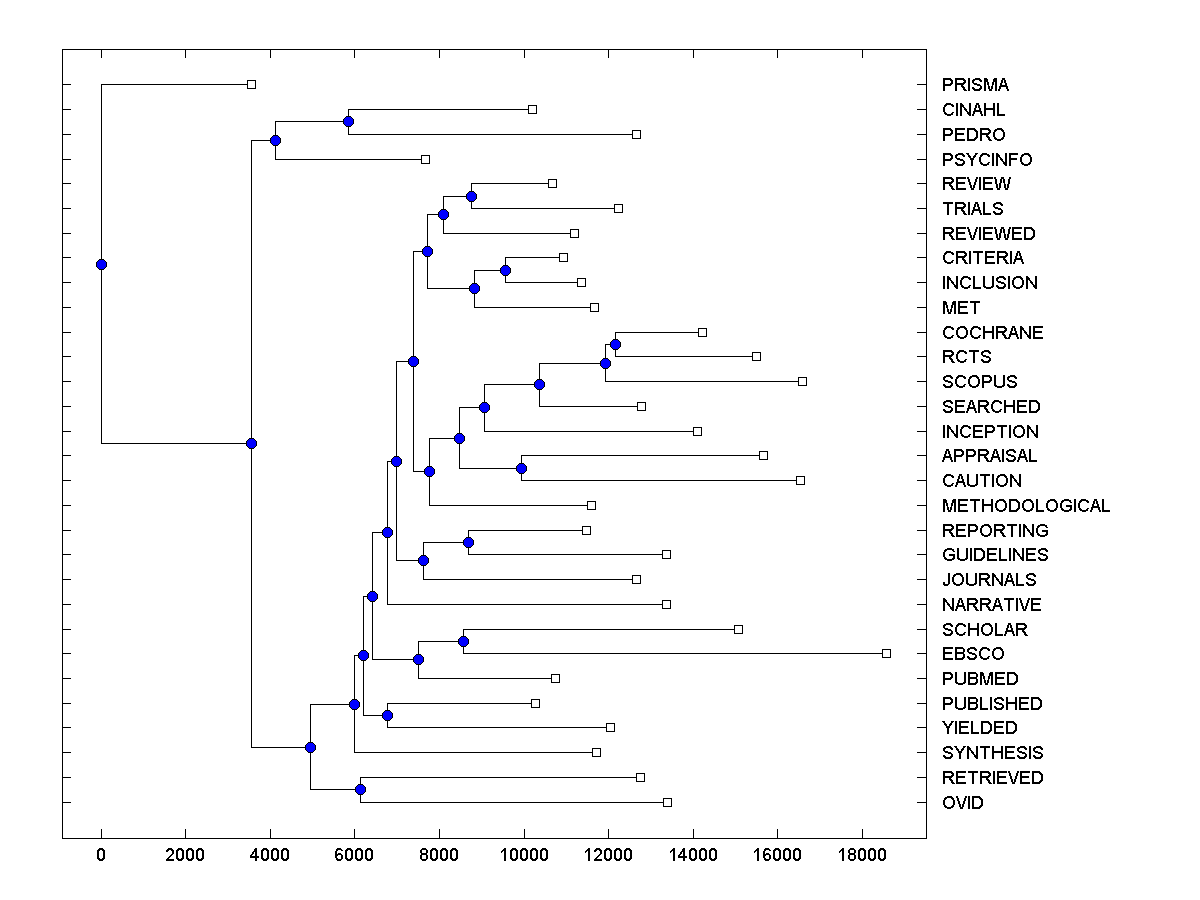 PRISMA
CINAHL
PEDRO
PSYCINFO
REVIEW
TRIALS
REVIEWED
CRITERIA
INCLUSION
MET
COCHRANE
RCTS
SCOPUS
SEARCHED
INCEPTION
APPRAISAL
CAUTION
METHODOLOGICAL
REPORTING
GUIDELINES
JOURNALS
NARRATIVE
SCHOLAR
EBSCO
PUBMED
PUBLISHED
YIELDED
SYNTHESIS
RETRIEVED
OVID
0 2000 4000 6000 8000 10000 12000 14000 16000 18000